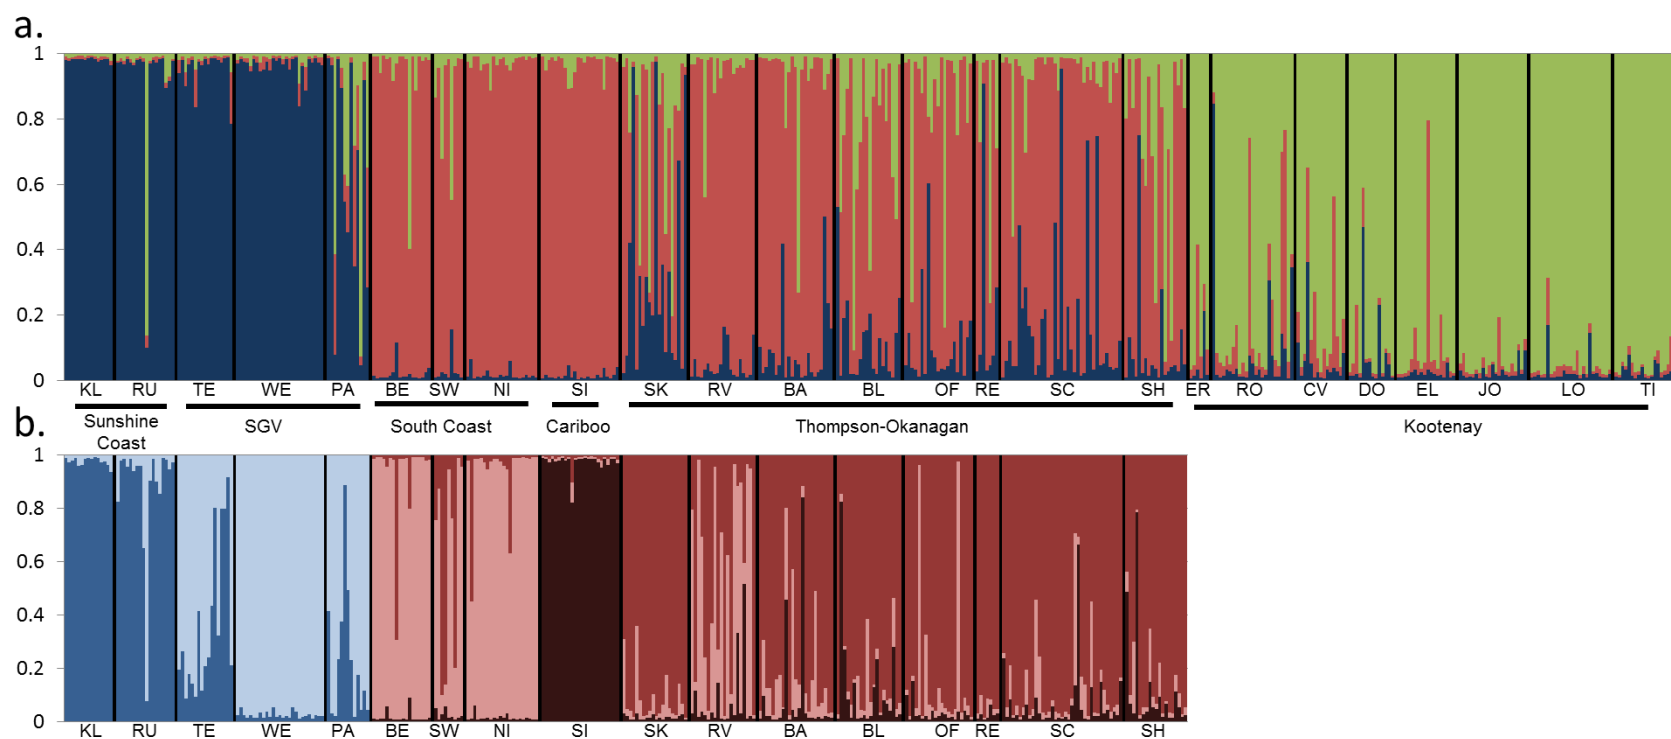 a.
1
0.8
0.6
0.4
0.2
0
KL RU TE WE PA BE SW NI SI SK RV BA BL OF RE SC SH ER RO CV DO EL JO LO TI
Sunshine
Coast
SGV
South Coast
Cariboo
Thompson-Okanagan
Kootenay
b.
1
0.8
0.6
0.4
0.2
0
KL RU TE WE PA BE SW NI SI SK RV BA BL OF RE SC SH